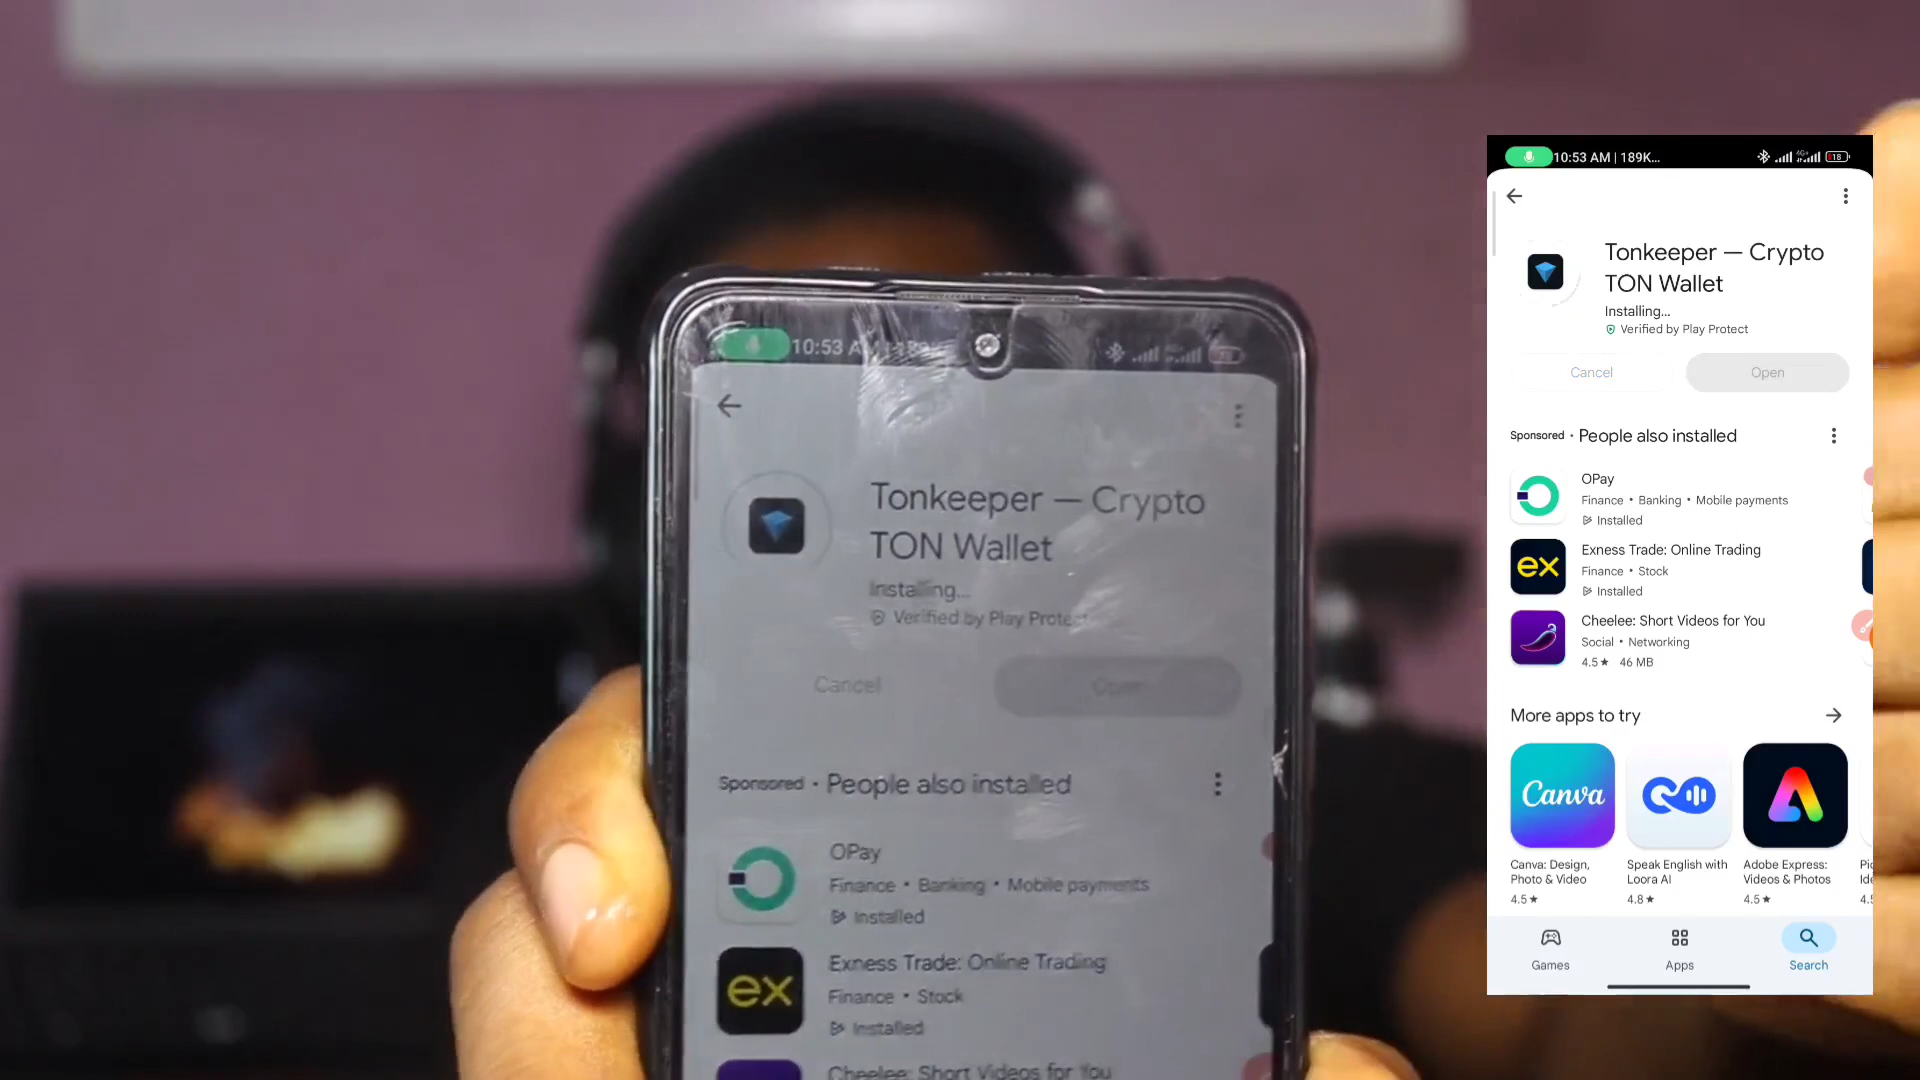 10:53 A
Tonkeeper — Crypto
TON Wallet
Installing...
Verified by Play Protect
Cancel
Open
Sponsored • People also installed
OPay
Finance • Banking • Mobile payments
Installed
ex
Exness Trade: Online Trading
Finance • Stock
Installed
Cheelee: Short Videos for You
10:53 AM | 189K...
4G+
18
Tonkeeper — Crypto
TON Wallet
Installing...
Verified by Play Protect
Cancel
Open
Sponsored • People also installed
OPay
Finance • Banking • Mobile payments
Installed
ex
Exness Trade: Online Trading
Finance • Stock
Installed
Cheelee: Short Videos for You
Social • Networking
4.5★ 46 MB
More apps to try
Canva
Canva: Design,
Photo & Video
4.5★
Speak English with
Loora AI
4.8★
Adobe Express:
Videos & Photos
4.5★
Games
Apps
Search